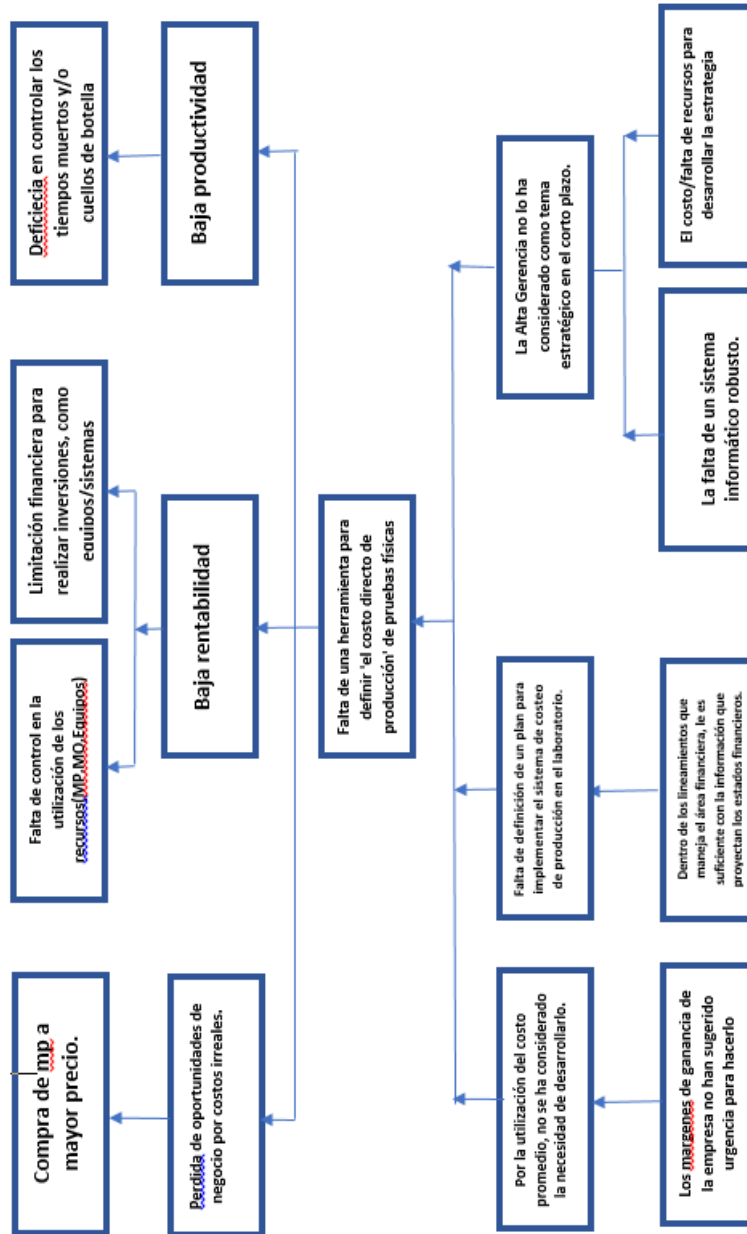 Compra de mp a
mayor precio.
Falta de control en la
utilización de los
recursos(MP,MO,Equipos)
Limitación financiera para
realizar inversiones, como
equipos/sistemas
Deficiecia en controlar los
tiempos muertos y/o
cuellos de botella
Perdida de oportunidades de
negocio por costos irreales.
Baja rentabilidad
Baja productividad
Falta de una herramienta para
definir 'el costo directo de
producción' de pruebas físicas
Por la utilización del costo
promedio, no se ha considerado
la necesidad de desarrollarlo.
Falta de definición de un plan para
implementar el sistema de costeo
de producción en el laboratorio.
La Alta Gerencia no lo ha
considerado como tema
estratégico en el corto plazo.
Los margenes de ganancia de
la empresa no han sugerido
urgencia para hacerlo
Dentro de los lineamientos que
maneja el área financiera, le es
suficiente con la información que
proyectan los estados financieros.
La falta de un sistema
informático robusto.
El costo/falta de recursos para
desarrollar la estrategia